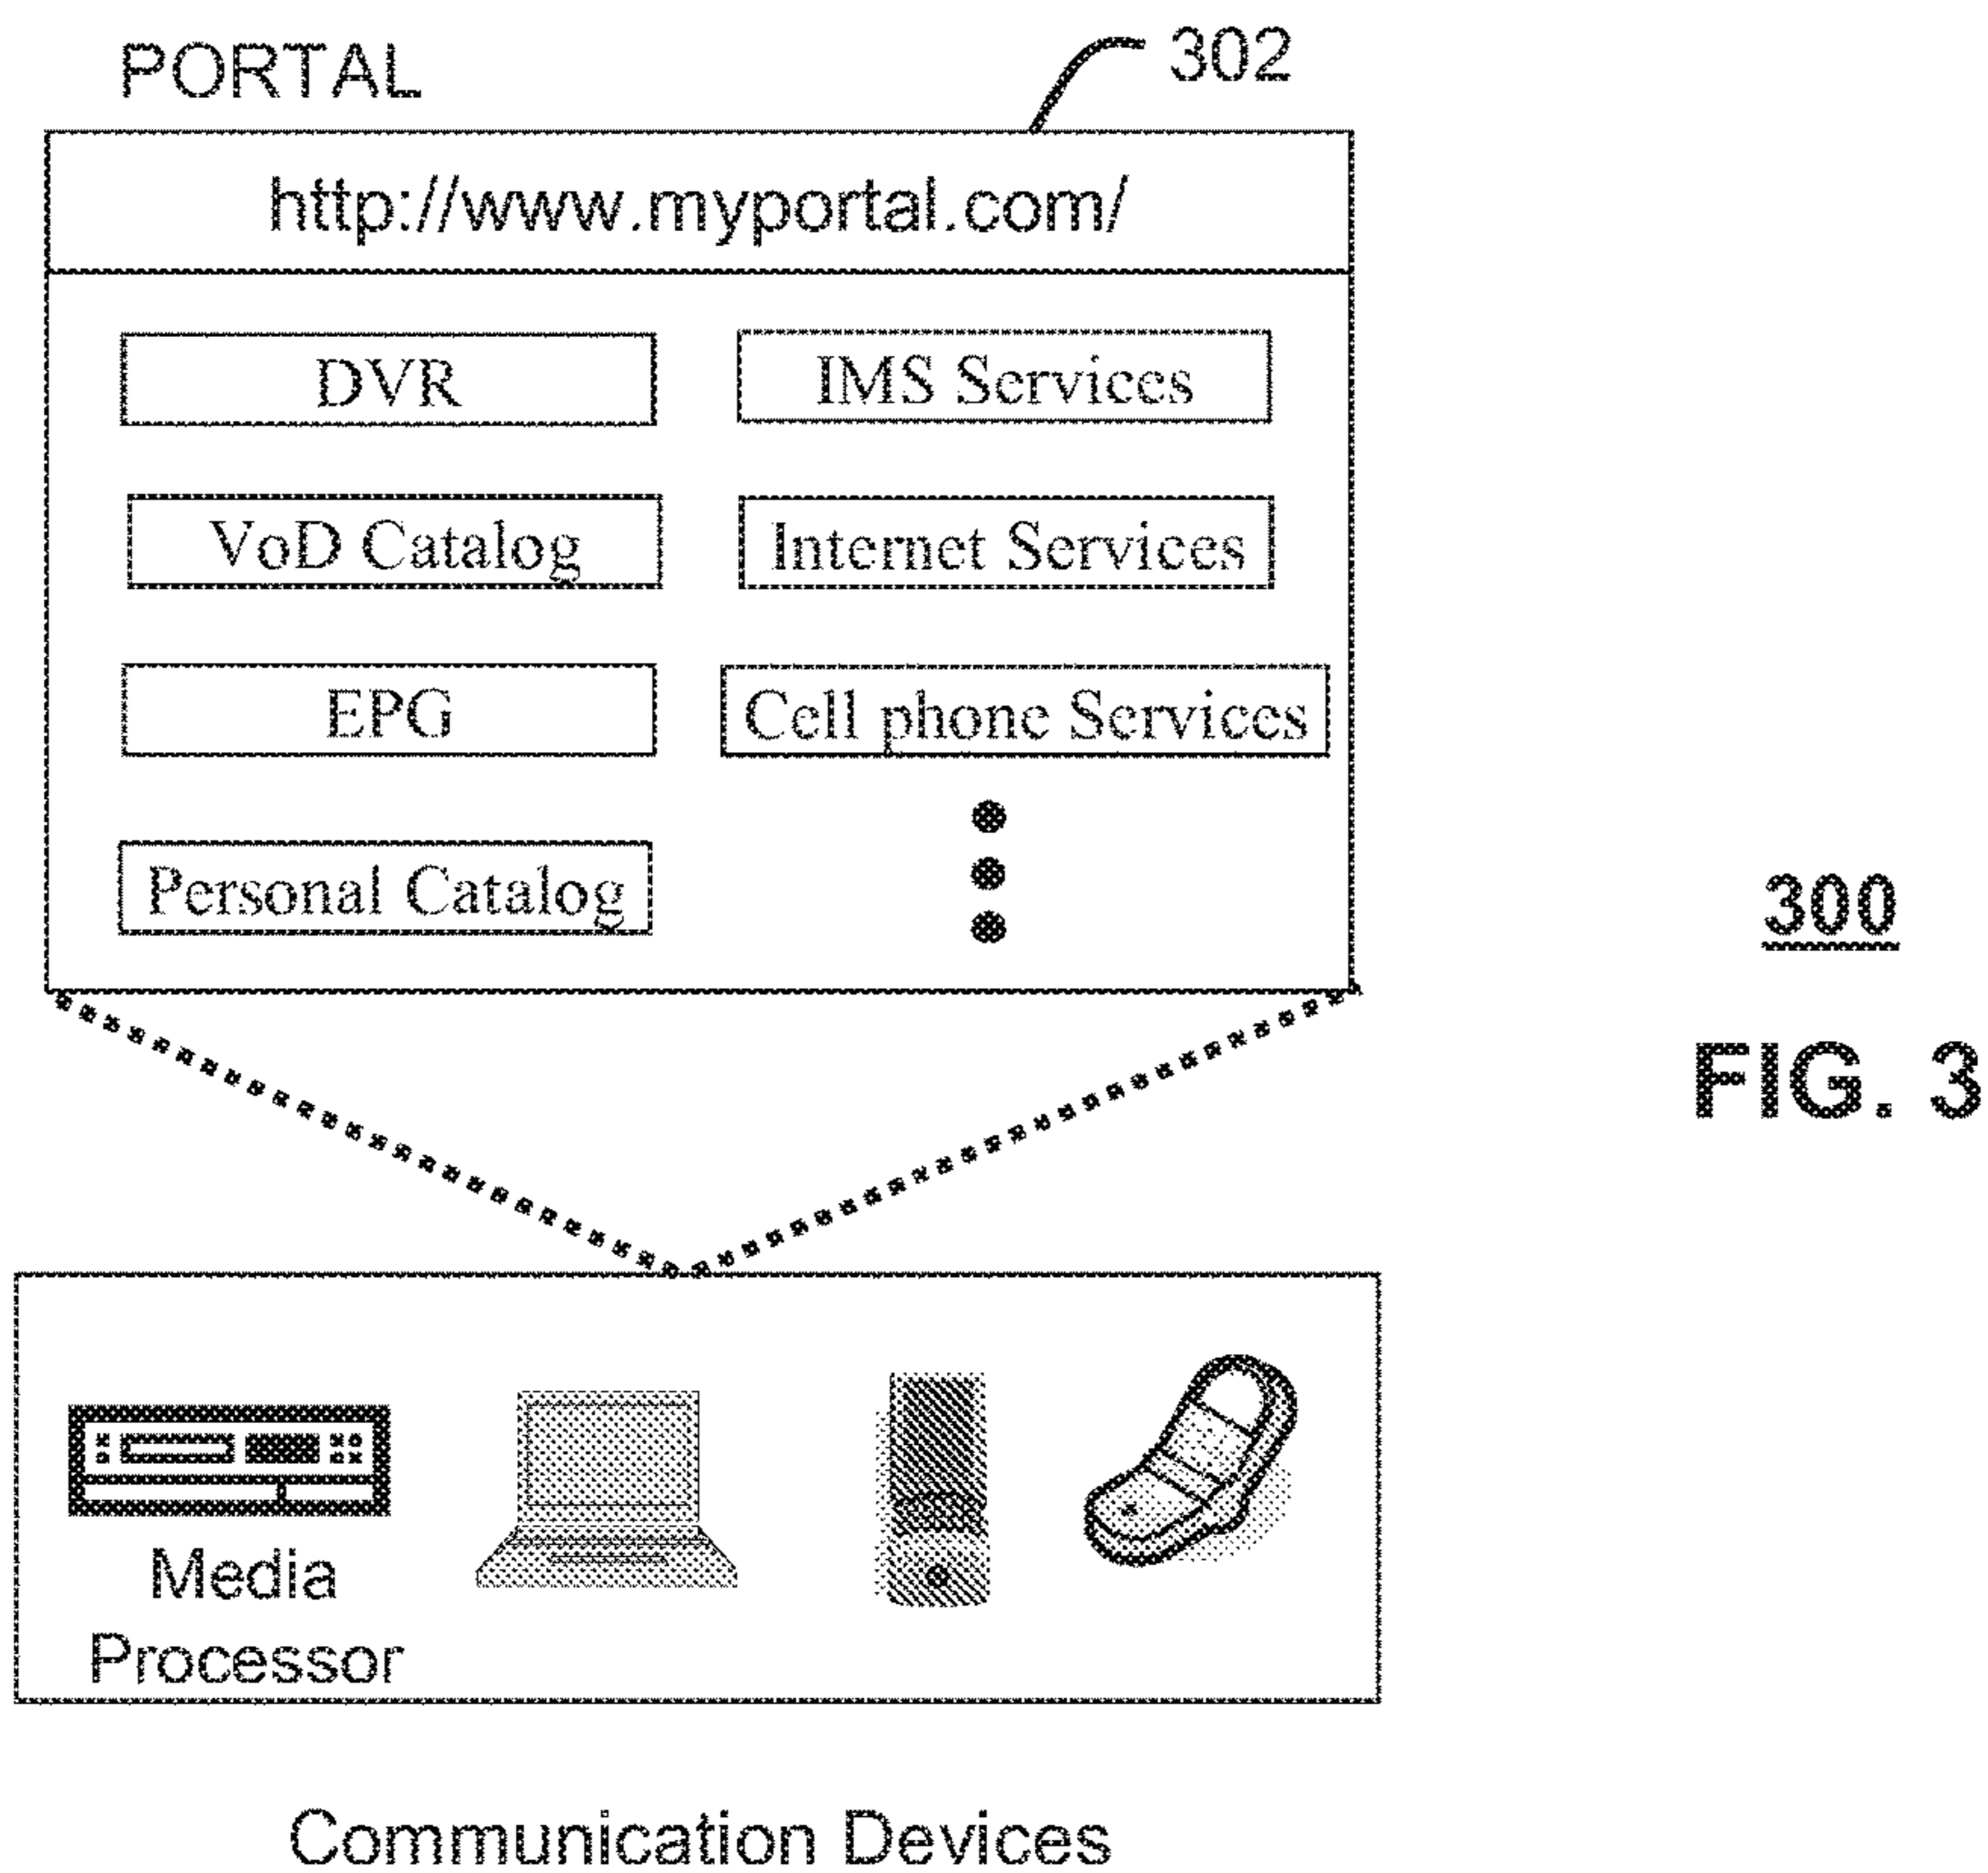 PORTAL
302
http://www.myportal.com/
DVR
IMS Services
VoD Catalog
Internet Services
EPG
Cell phone Services
Personal Catalog
300
FIG. 3
Media
Processor
Communication Devices